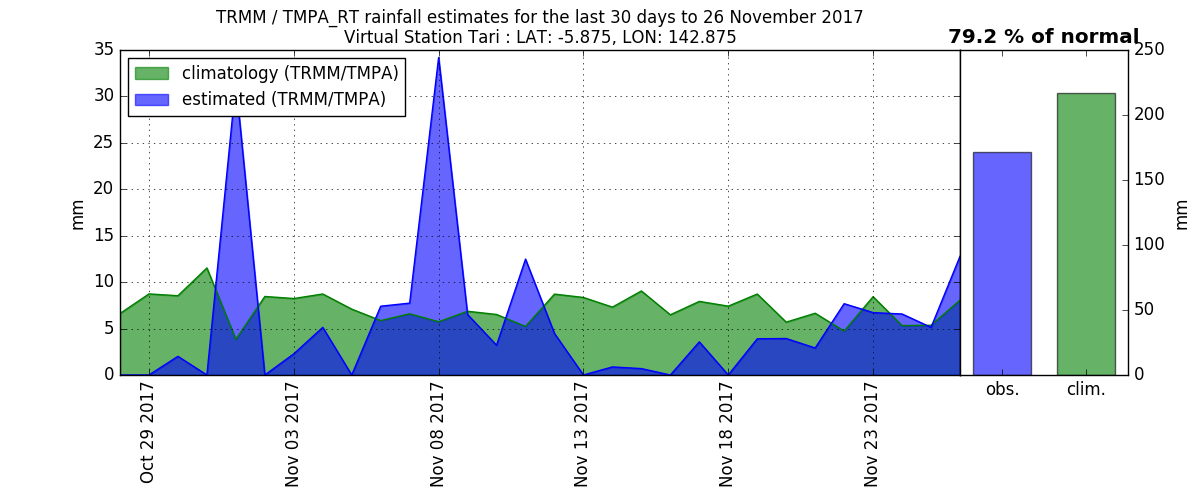 TRMM / TMPA_RT rainfall estimates for the last 30 days to 26 November 2017
Virtual Station Tari : LAT: -5.875, LON: 142.875
79.2 % of normal
climatology (TRMM/TMPA)
estimated (TRMM/TMPA)
35
30
25
20
15
10
5
0
mm
Oct 29 2017
Nov 03 2017
Nov 08 2017
Nov 13 2017
Nov 18 2017
Nov 23 2017
250
200
150
100
50
0
mm
obs.
clim.